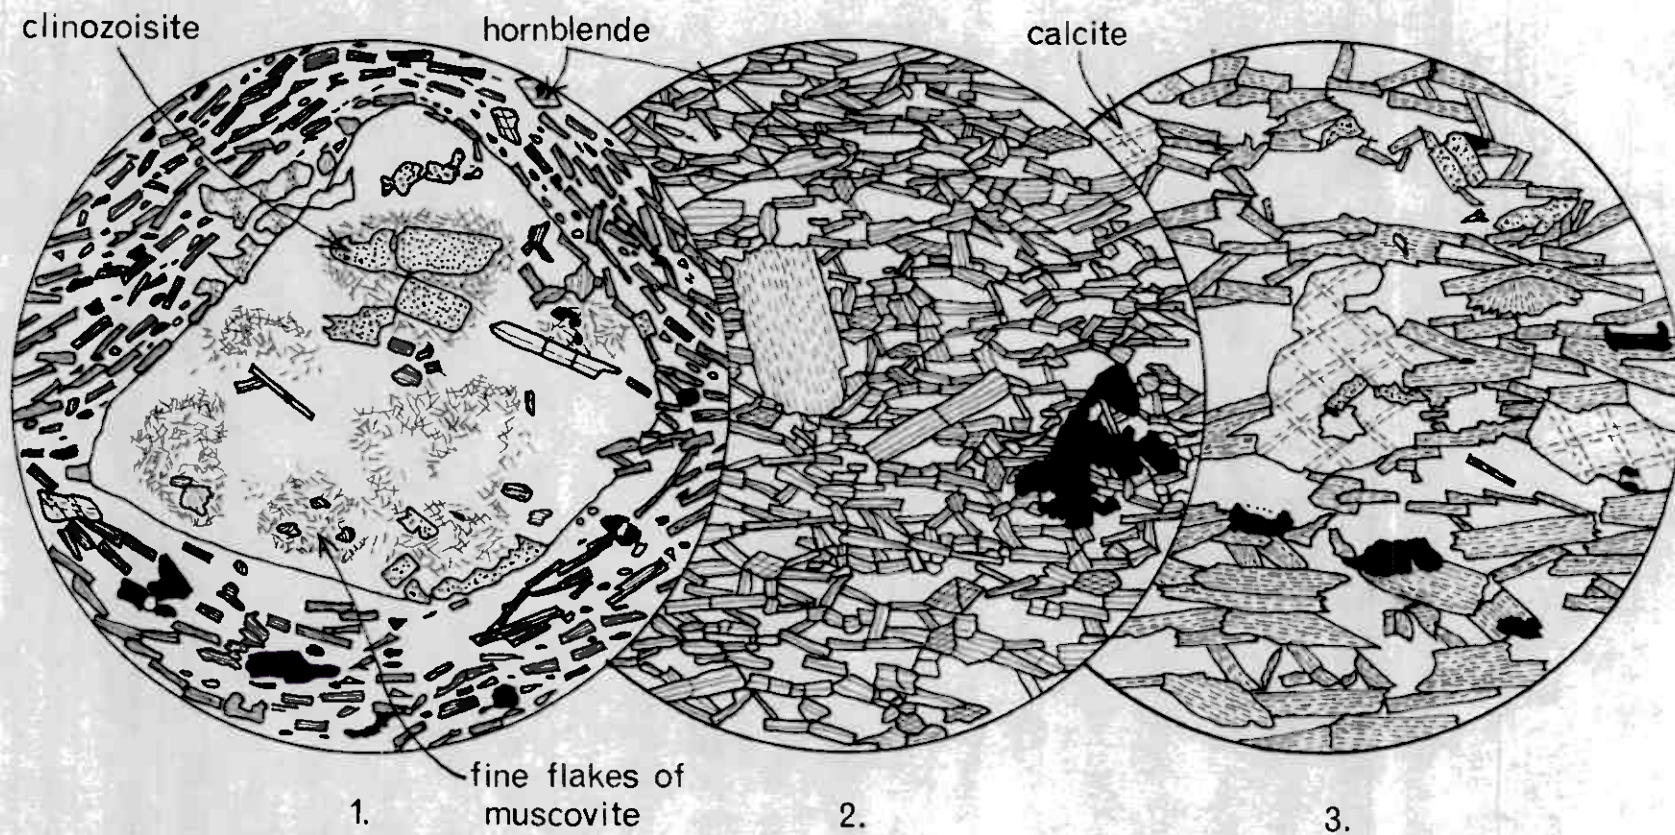 clinozoisite
hornblende
calcite
fine flakes of
muscovite
1.
2.
3.